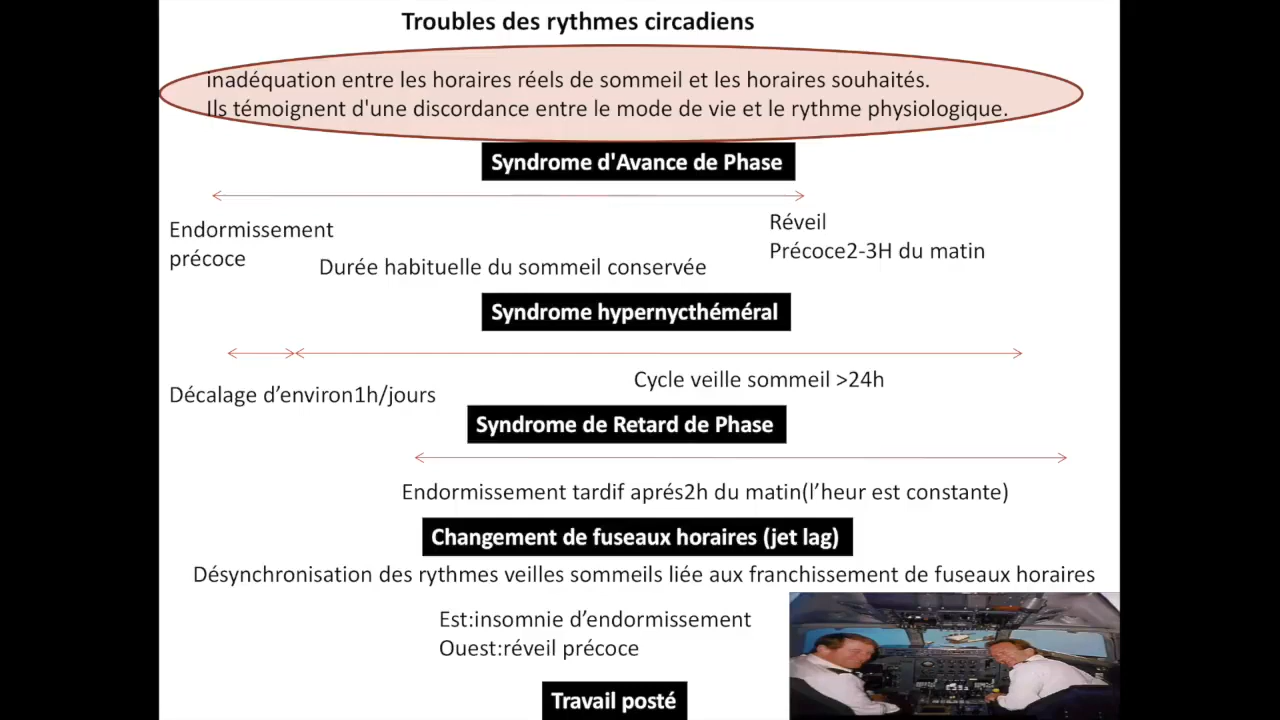 Troubles des rythmes circadiens
inadéquation entre les horaires réels de sommeil et les horaires souhaités.
Ils témoignent d'une discordance entre le mode de vie et le rythme physiologique.
Syndrome d'Avance de Phase
Endormissement
précoce
Réveil
Précoce2-3H du matin
Durée habituelle du sommeil conservée
Syndrome hypernycthéméral
Cycle veille sommeil >24h
Décalage d’environ1h/jours
Syndrome de Retard de Phase
Endormissement tardif aprés2h du matin(l’heur est constante)
Changement de fuseaux horaires (jet lag)
Désynchronisation des rythmes veilles sommeils liée aux franchissement de fuseaux horaires
Est:insomnie d’endormissement
Ouest:réveil précoce
Travail posté